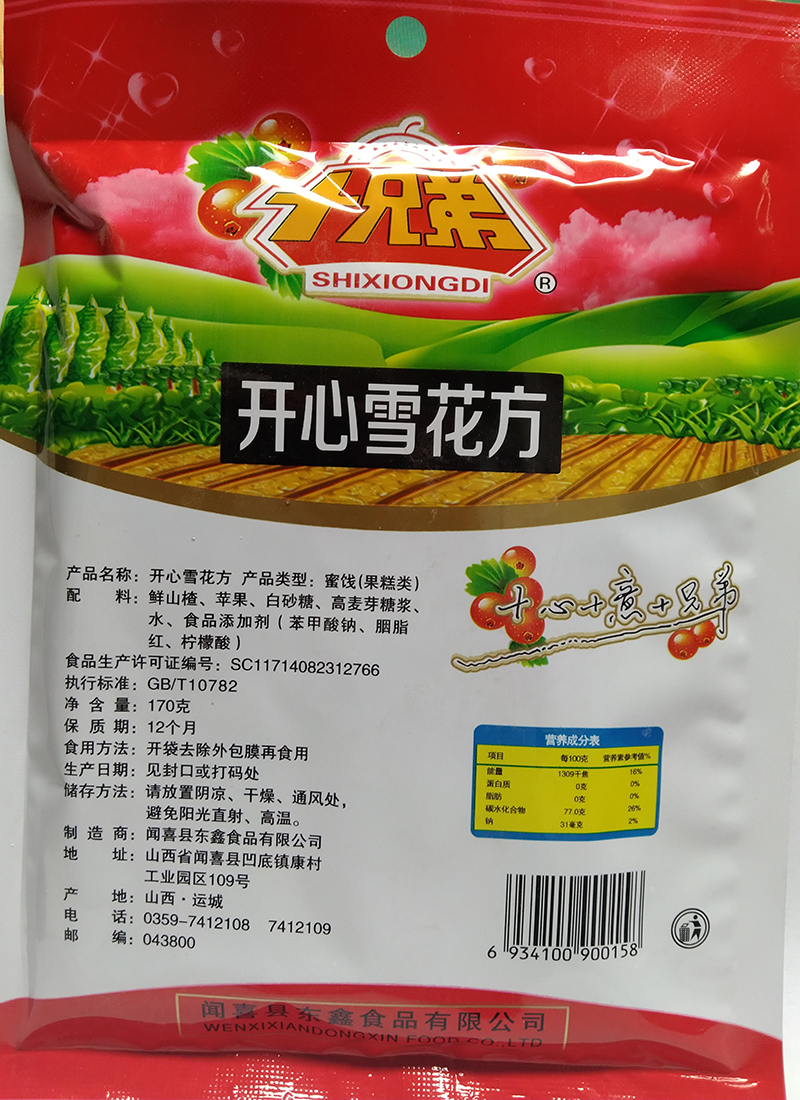 十兄弟
SHIXIONGDI
®
开心雪花方
产品名称：开心雪花方 产品类型：蜜饯(果糕类)
配 料：鲜山楂、苹果、白砂糖、高麦芽糖浆、
水、食品添加剂（苯甲酸钠、胭脂
红、柠檬酸）
食品生产许可证编号：SC11714082312766
执行标准：GB/T10782
净 含 量：170克
保 质 期：12个月
食用方法：开袋去除外包膜再食用
生产日期：见封口或打码处
储存方法：请放置阴凉、干燥、通风处，
避免阳光直射、高温。
制 造 商：闻喜县东鑫食品有限公司
地 址：山西省闻喜县凹底镇康村
工业园区109号
产 地：山西·运城
电 话：0359-7412108 7412109
邮 编：043800
十心十意十兄弟
营养成分表
项目 每100克 营养素参考值%
能量 1309千焦 16%
蛋白质 0克 0%
脂肪 0克 0%
碳水化合物 77.0克 26%
钠 31毫克 2%
6 934100 900158
闻喜县东鑫食品有限公司
WENXIXIANDONGXIN FOOD CO.,LTD